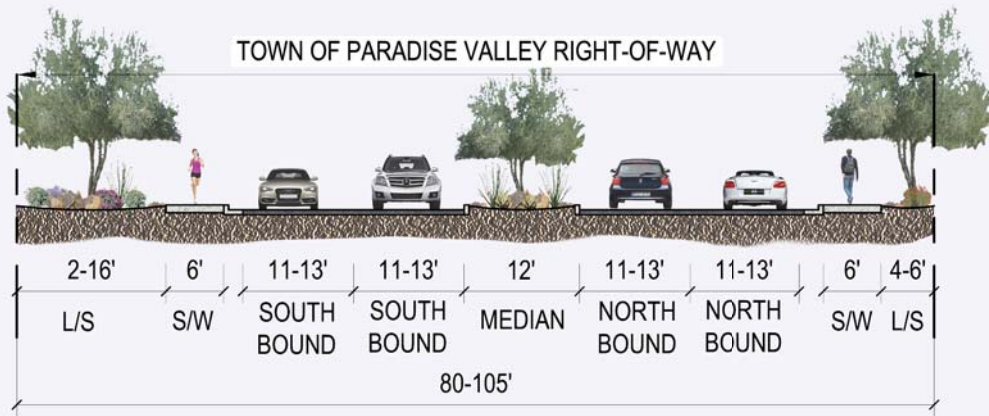 TOWN OF PARADISE VALLEY RIGHT-OF-WAY
2-16' 6' 11-13' 11-13' 12' 11-13' 11-13' 6' 4-6'
L/S S/W SOUTH BOUND SOUTH BOUND MEDIAN NORTH BOUND NORTH BOUND S/W L/S
80-105'